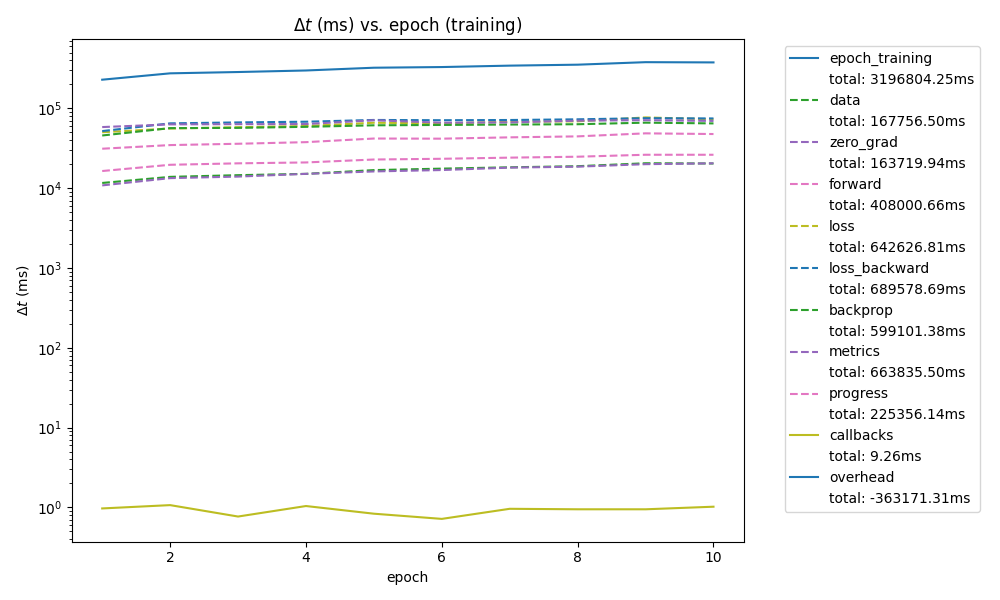 Δt (ms) vs. epoch (training)
Δt (ms)
10^5
10^4
10^3
10^2
10^1
10^0
2
4
6
8
10
epoch
epoch_training
total: 3196804.25ms
data
total: 167756.50ms
zero_grad
total: 163719.94ms
forward
total: 408000.66ms
loss
total: 642626.81ms
loss_backward
total: 689578.69ms
backprop
total: 599101.38ms
metrics
total: 663835.50ms
progress
total: 225356.14ms
callbacks
total: 9.26ms
overhead
total: -363171.31ms